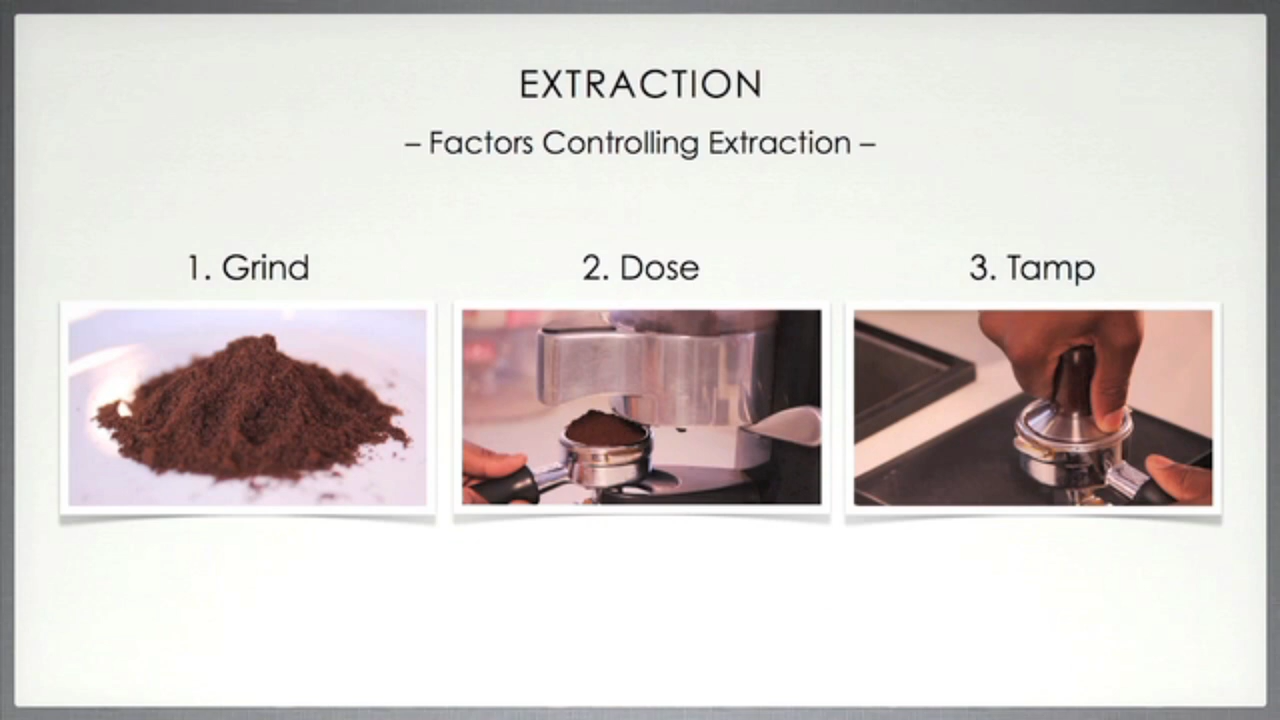 EXTRACTION
– Factors Controlling Extraction –
1. Grind
2. Dose
3. Tamp